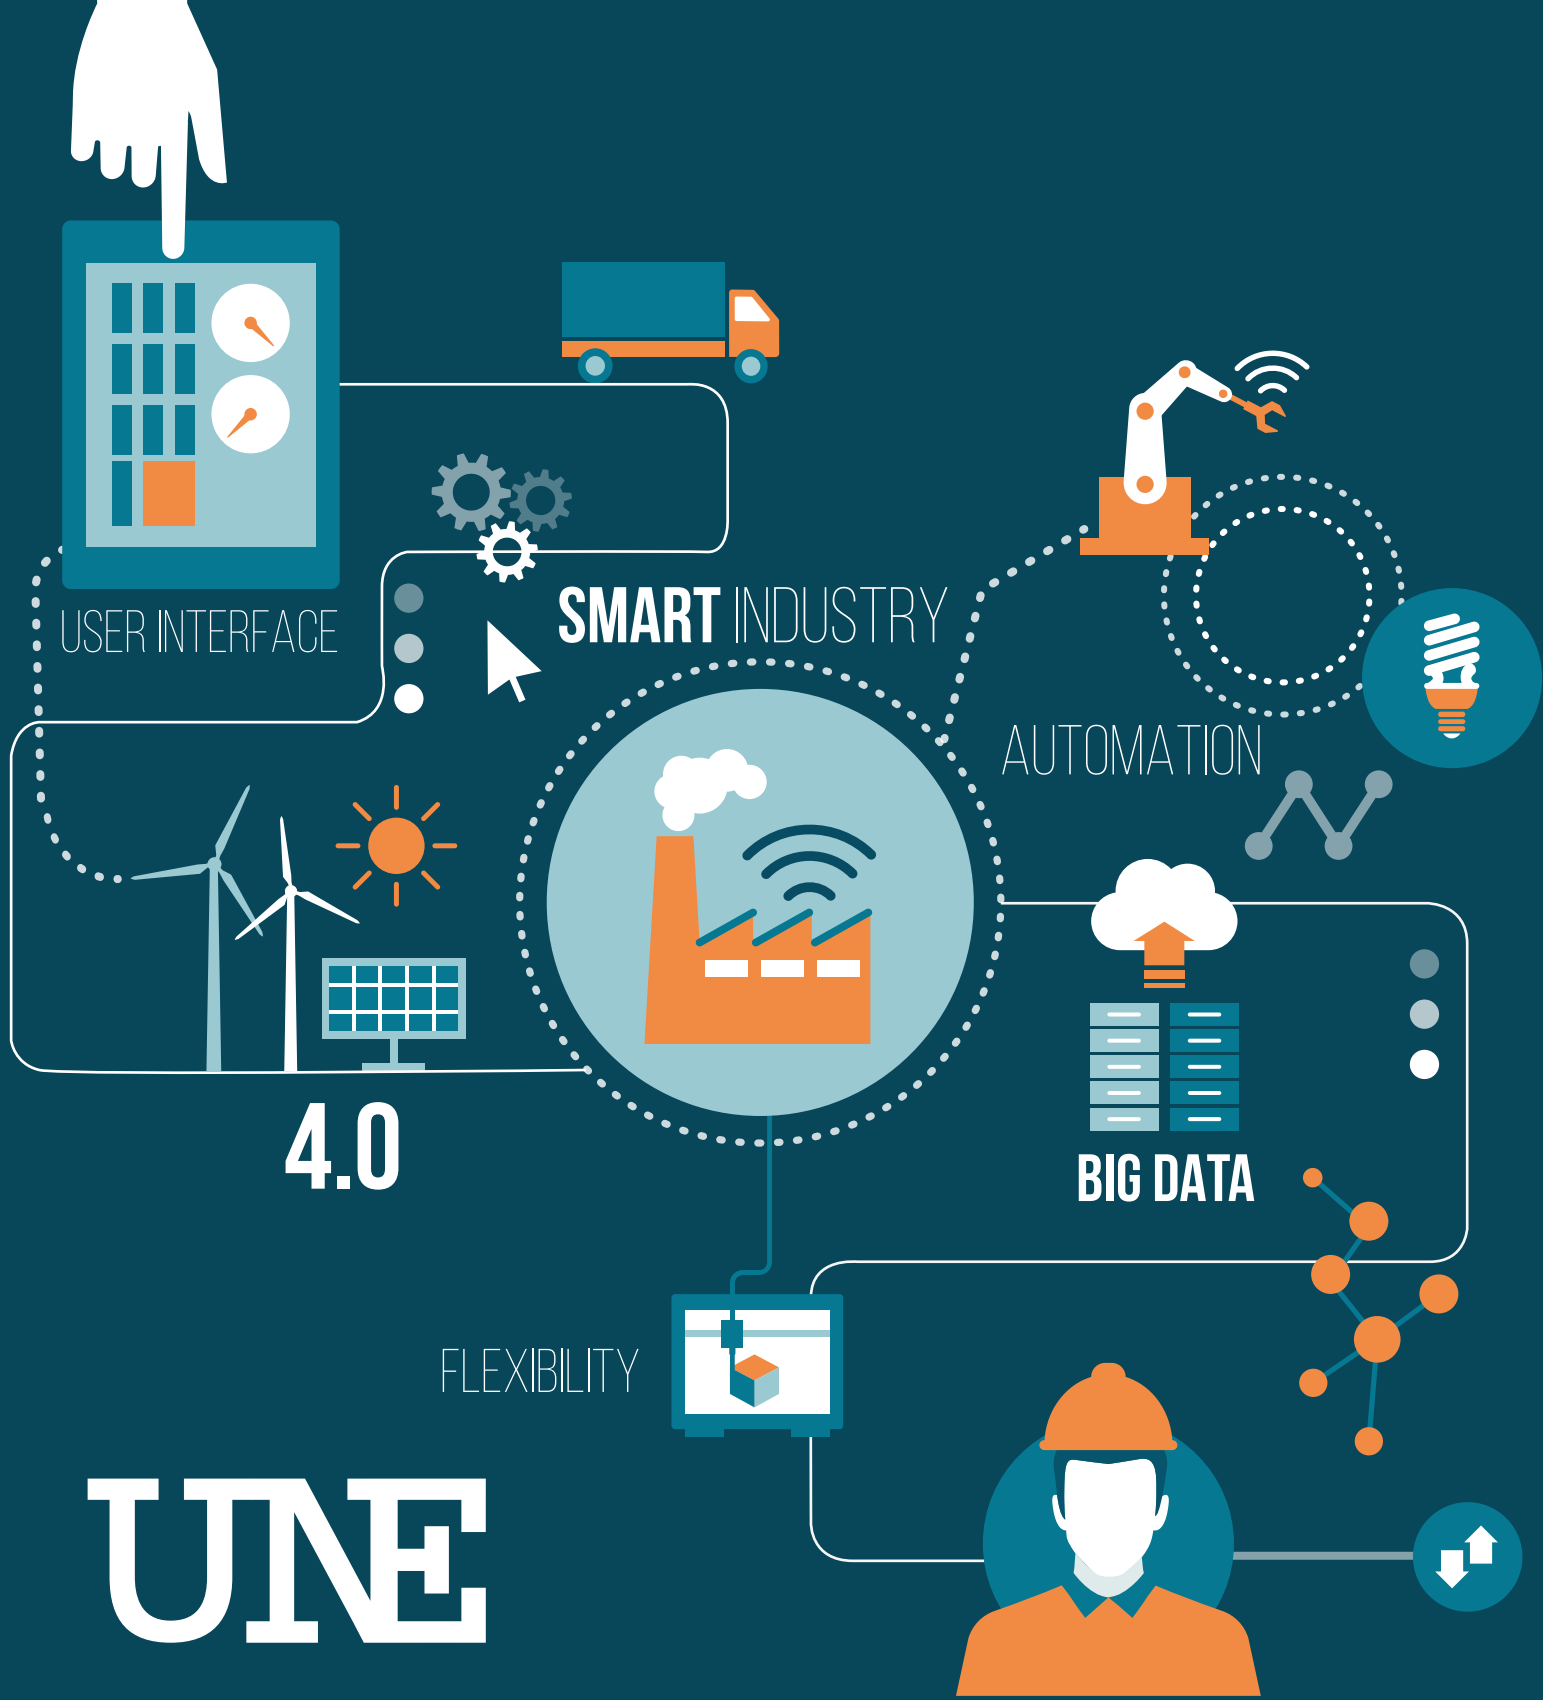 USER INTERFACE
SMART INDUSTRY
AUTOMATION
4.0
BIG DATA
FLEXIBILITY
UNE